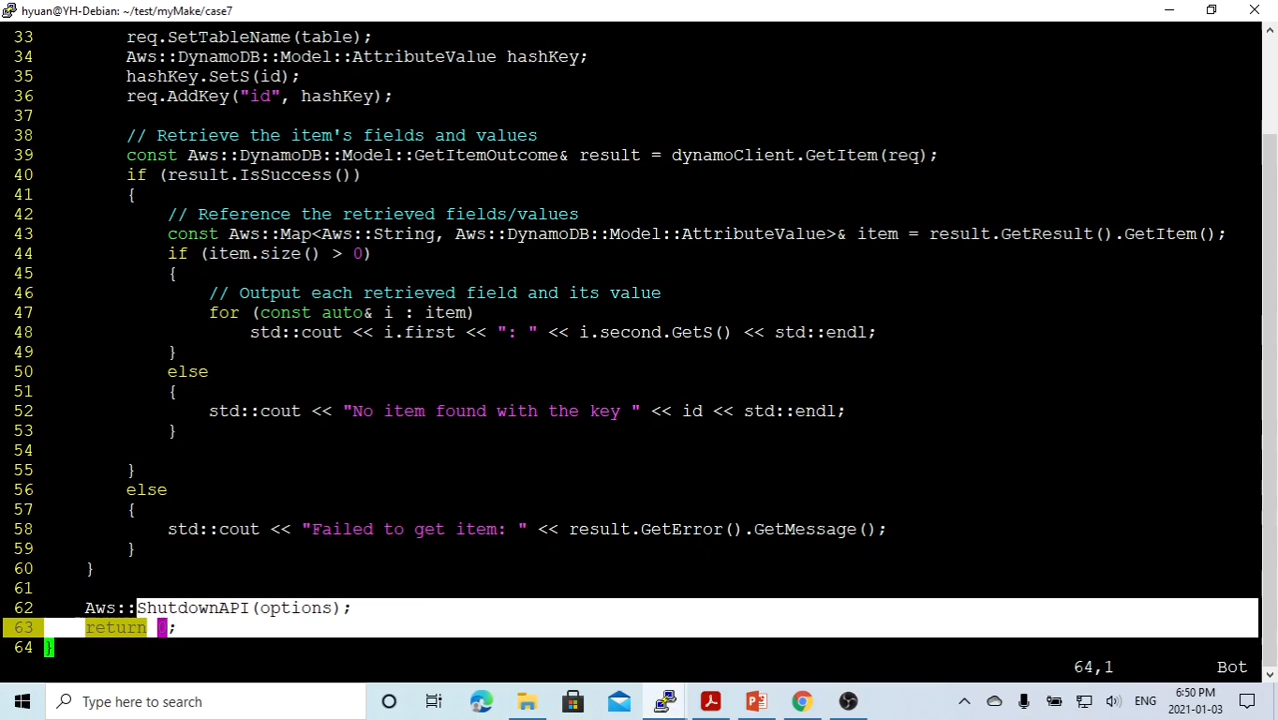 hyuan@YH-Debian: ~/test/myMake/case7
33 req.SetTableName(table);
34 Aws::DynamoDB::Model::AttributeValue hashKey;
35 hashKey.SetS(id);
36 req.AddKey("id", hashKey);
37
38 // Retrieve the item's fields and values
39 const Aws::DynamoDB::Model::GetItemOutcome& result = dynamoClient.GetItem(req);
40 if (result.IsSuccess())
41 {
42 // Reference the retrieved fields/values
43 const Aws::Map<Aws::String, Aws::DynamoDB::Model::AttributeValue>& item = result.GetResult().GetItem();
44 if (item.size() > 0)
45 {
46 // Output each retrieved field and its value
47 for (const auto& i : item)
48 std::cout << i.first << ": " << i.second.GetS() << std::endl;
49 }
50 else
51 {
52 std::cout << "No item found with the key " << id << std::endl;
53 }
54
55 }
56 else
57 {
58 std::cout << "Failed to get item: " << result.GetError().GetMessage();
59 }
60 }
61
62 Aws::ShutdownAPI(options);
63 return 0;
64 }
64,1 Bot
Type here to search
ENG
6:50 PM
2021-01-03